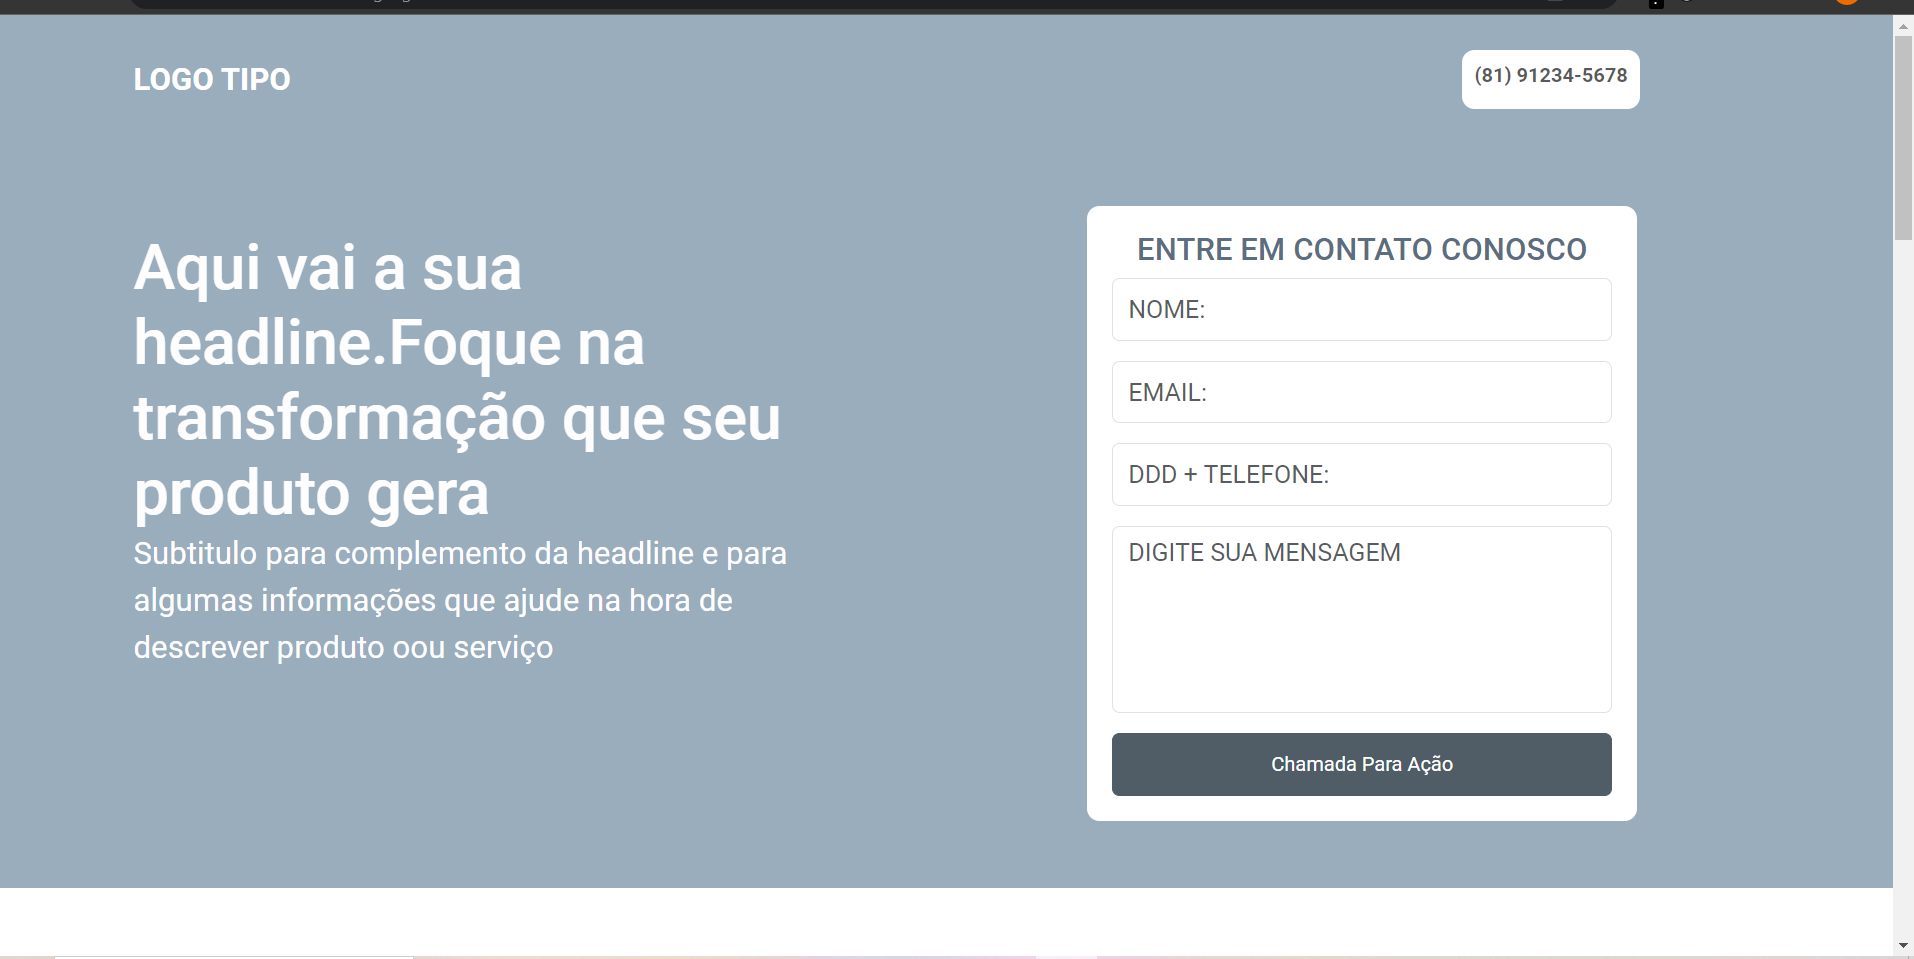 LOGO TIPO
(81) 91234-5678
Aqui vai a sua
headline.Foque na
transformação que seu
produto gera
Subtitulo para complemento da headline e para
algumas informações que ajude na hora de
descrever produto oou serviço
ENTRE EM CONTATO CONOSCO
NOME:
EMAIL:
DDD + TELEFONE:
DIGITE SUA MENSAGEM
Chamada Para Ação